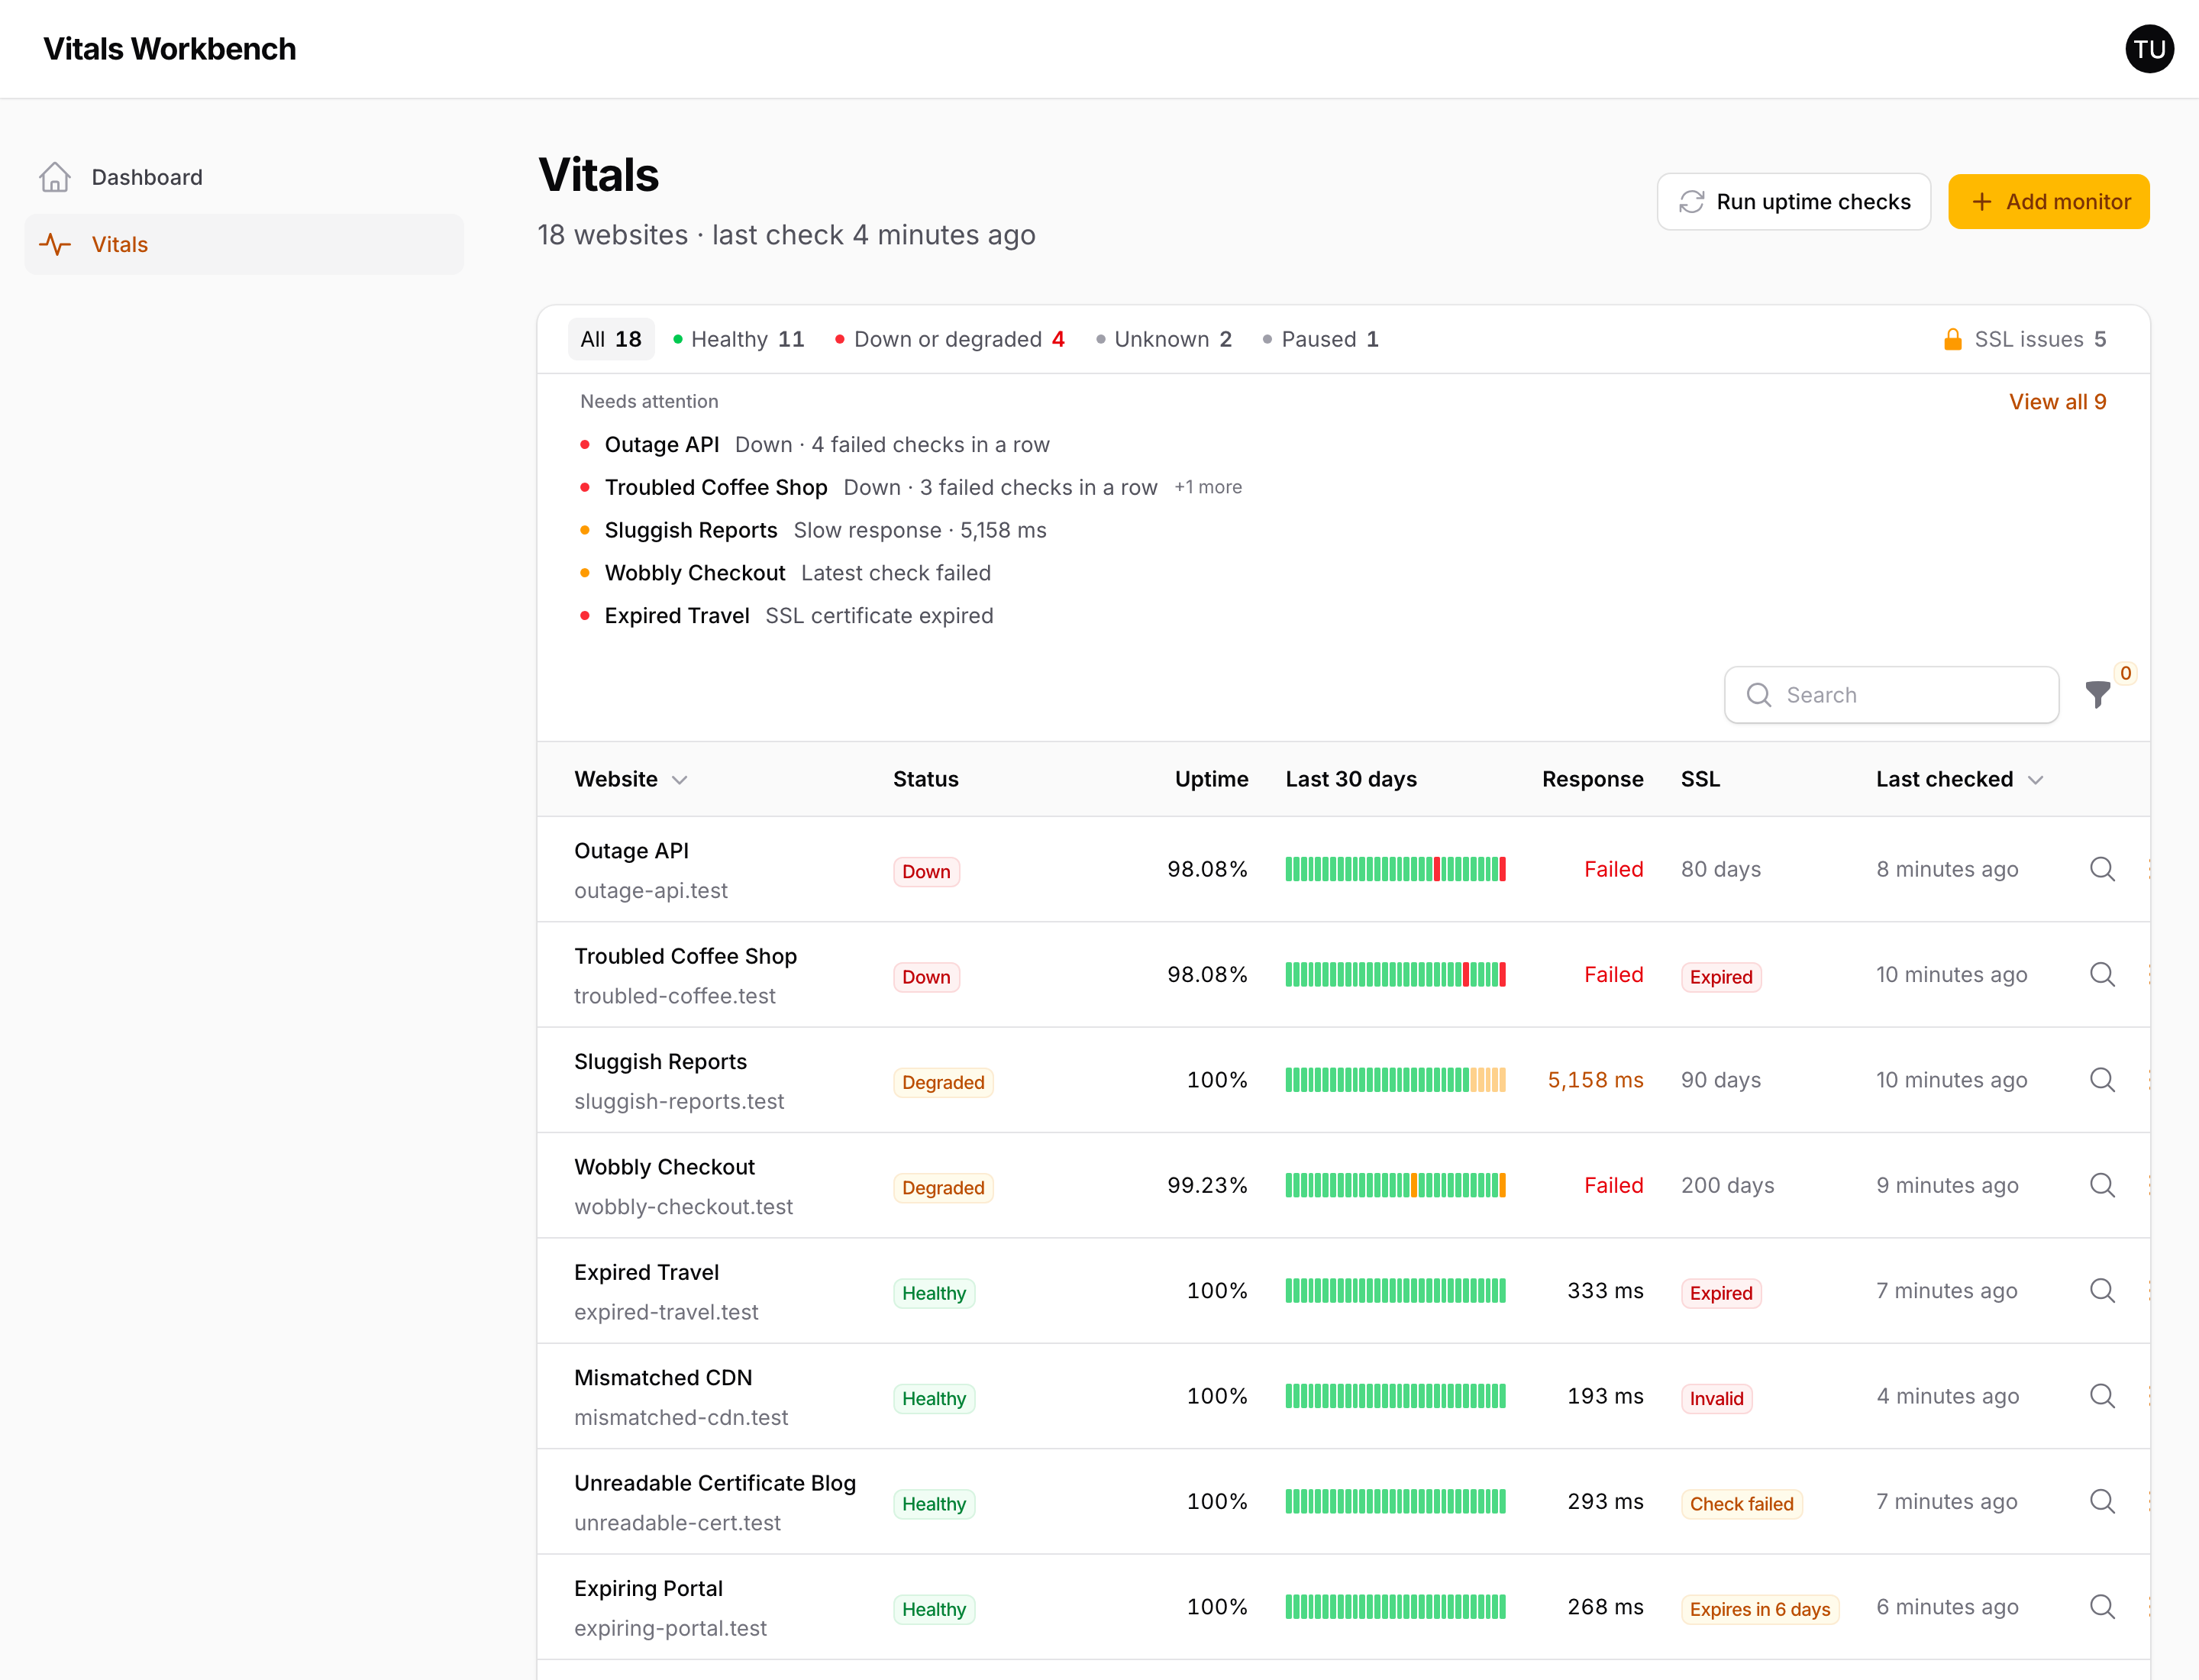 Vitals Workbench
TU
Dashboard
Vitals
Vitals
18 websites · last check 4 minutes ago
Run uptime checks
Add monitor
All 18
Healthy 11
Down or degraded 4
Unknown 2
Paused 1
SSL issues 5
Needs attention
View all 9
Outage API Down · 4 failed checks in a row
Troubled Coffee Shop Down · 3 failed checks in a row +1 more
Sluggish Reports Slow response · 5,158 ms
Wobbly Checkout Latest check failed
Expired Travel SSL certificate expired
Search
0
Website Status Uptime Last 30 days Response SSL Last checked
Outage API
outage-api.test
Down 98.08% Failed 80 days 8 minutes ago
Troubled Coffee Shop
troubled-coffee.test
Down 98.08% Failed Expired 10 minutes ago
Sluggish Reports
sluggish-reports.test
Degraded 100% 5,158 ms 90 days 10 minutes ago
Wobbly Checkout
wobbly-checkout.test
Degraded 99.23% Failed 200 days 9 minutes ago
Expired Travel
expired-travel.test
Healthy 100% 333 ms Expired 7 minutes ago
Mismatched CDN
mismatched-cdn.test
Healthy 100% 193 ms Invalid 4 minutes ago
Unreadable Certificate Blog
unreadable-cert.test
Healthy 100% 293 ms Check failed 7 minutes ago
Expiring Portal
expiring-portal.test
Healthy 100% 268 ms Expires in 6 days 6 minutes ago